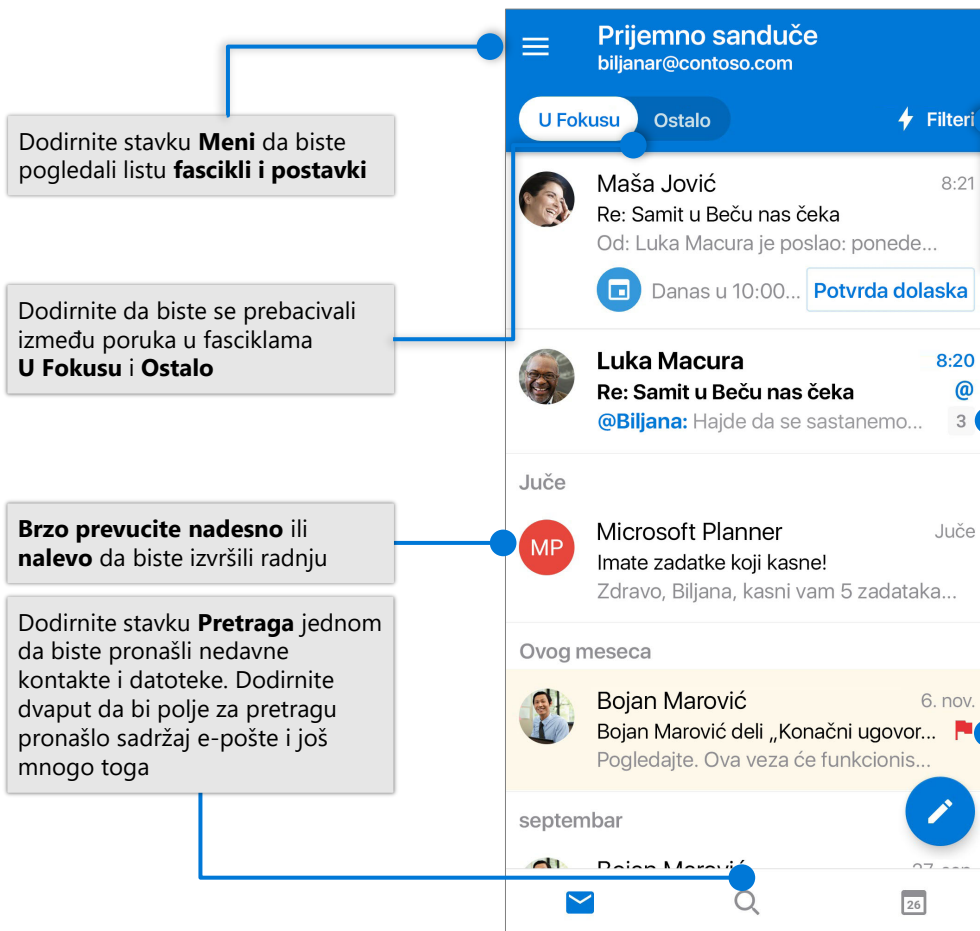 Dodirnite stavku Meni da biste
pogledali listu fascikli i postavki
Dodirnite da biste se prebacivali
između poruka u fasciklama
U Fokusu i Ostalo
Brzo prevucite nadesno ili
nalevo da biste izvršili radnju
Dodirnite stavku Pretraga jednom
da biste pronašli nedavne
kontakte i datoteke. Dodirnite
dvaput da bi polje za pretragu
pronašlo sadržaj e-pošte i još
mnogo toga
Prijemno sanduče
biljanar@contoso.com
U Fokusu Ostalo Filteri
Maša Jović 8:21
Re: Samit u Beču nas čeka
Od: Luka Macura je poslao: ponede...
Danas u 10:00... Potvrda dolaska
Luka Macura 8:20
Re: Samit u Beču nas čeka @
@Biljana: Hajde da se sastanemo... 3
Juče
MP Microsoft Planner Juče
Imate zadatke koji kasne!
Zdravo, Biljana, kasni vam 5 zadataka...
Ovog meseca
Bojan Marović 6. nov.
Bojan Marović deli „Konačni ugovor...
Pogledajte. Ova veza će funkcionis...
septembar
Bojan Marović
26